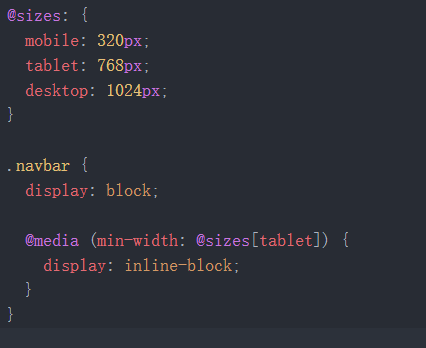 @sizes: {
  mobile: 320px;
  tablet: 768px;
  desktop: 1024px;
}

.navbar {
  display: block;

  @media (min-width: @sizes[tablet]) {
    display: inline-block;
  }
}